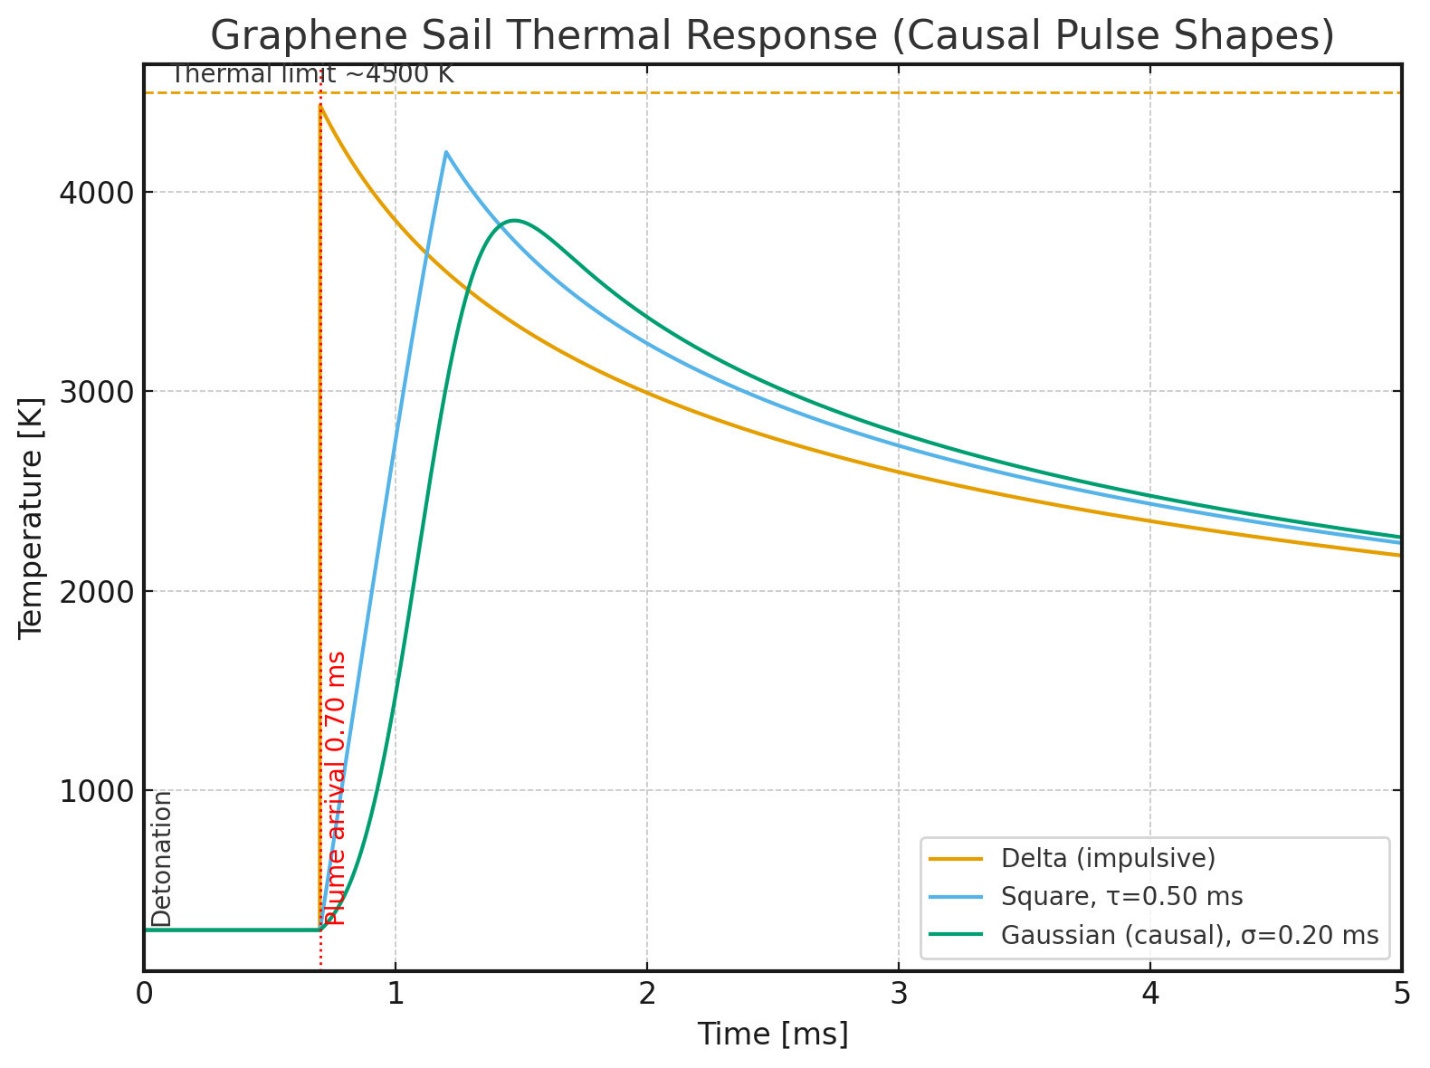 Graphene Sail Thermal Response (Causal Pulse Shapes)
Thermal limit ~4500 K
4000
3000
2000
1000
Temperature [K]
Detonation
Plume arrival 0.70 ms
Delta (impulsive)
Square, τ=0.50 ms
Gaussian (causal), σ=0.20 ms
0 1 2 3 4 5
Time [ms]